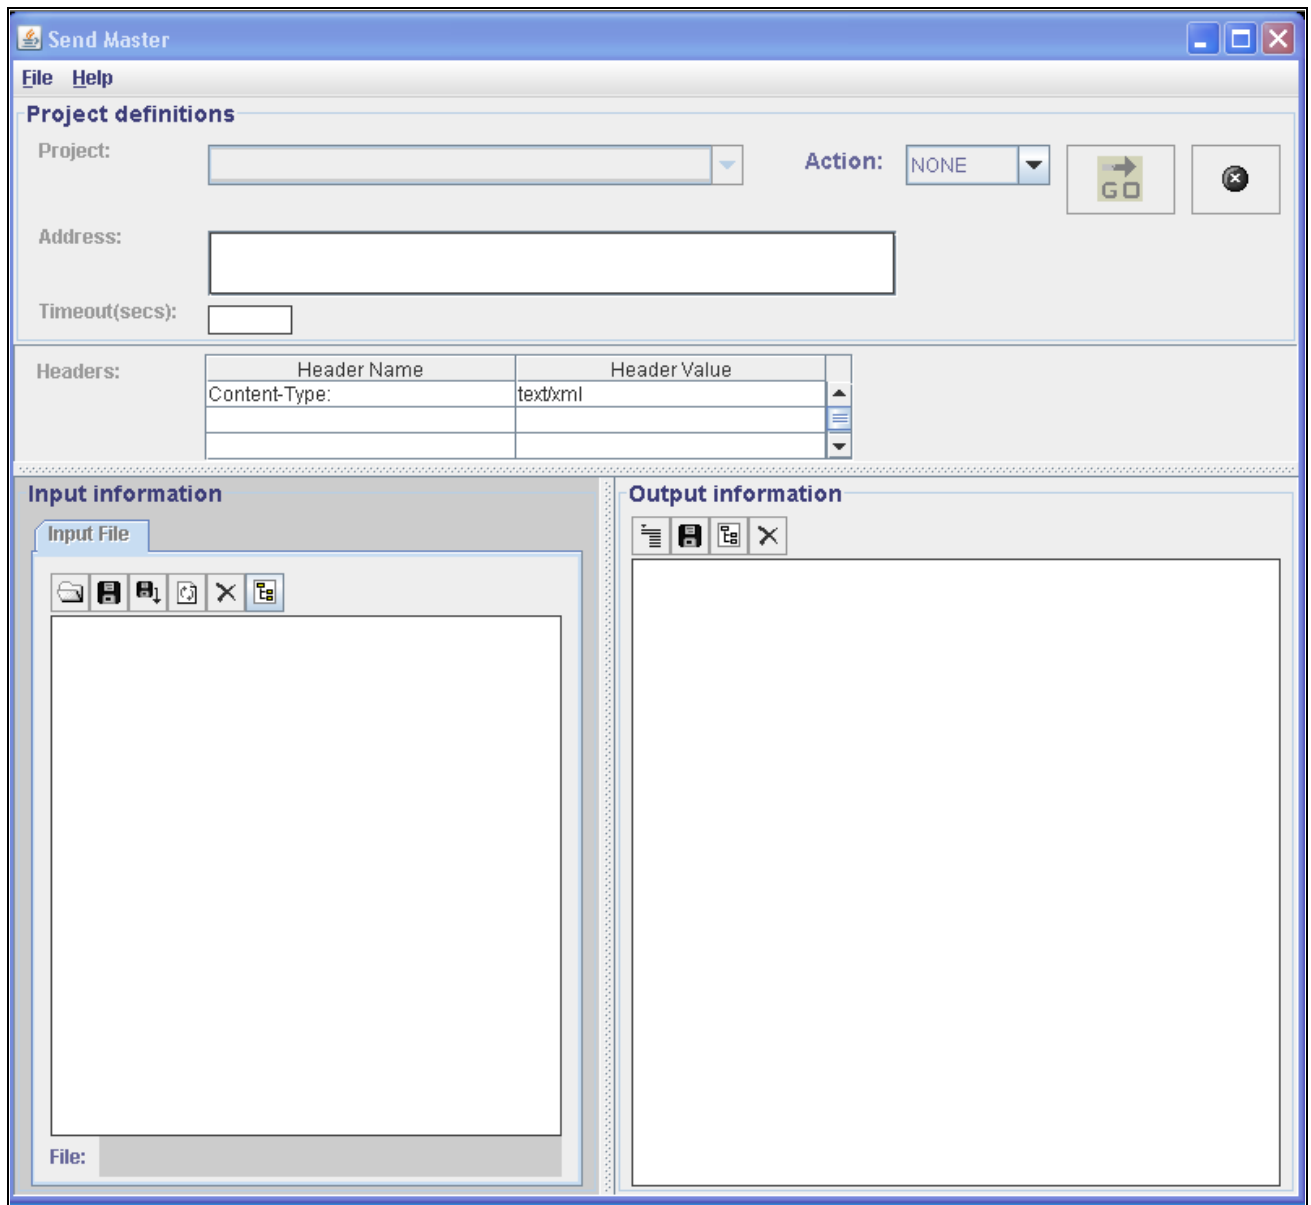 Send Master
File Help
Project definitions
Project:
Action: NONE
GO
Address:
Timeout(secs):
Headers:
Header Name Header Value
Content-Type: text/xml
Input information
Input File
File:
Output information